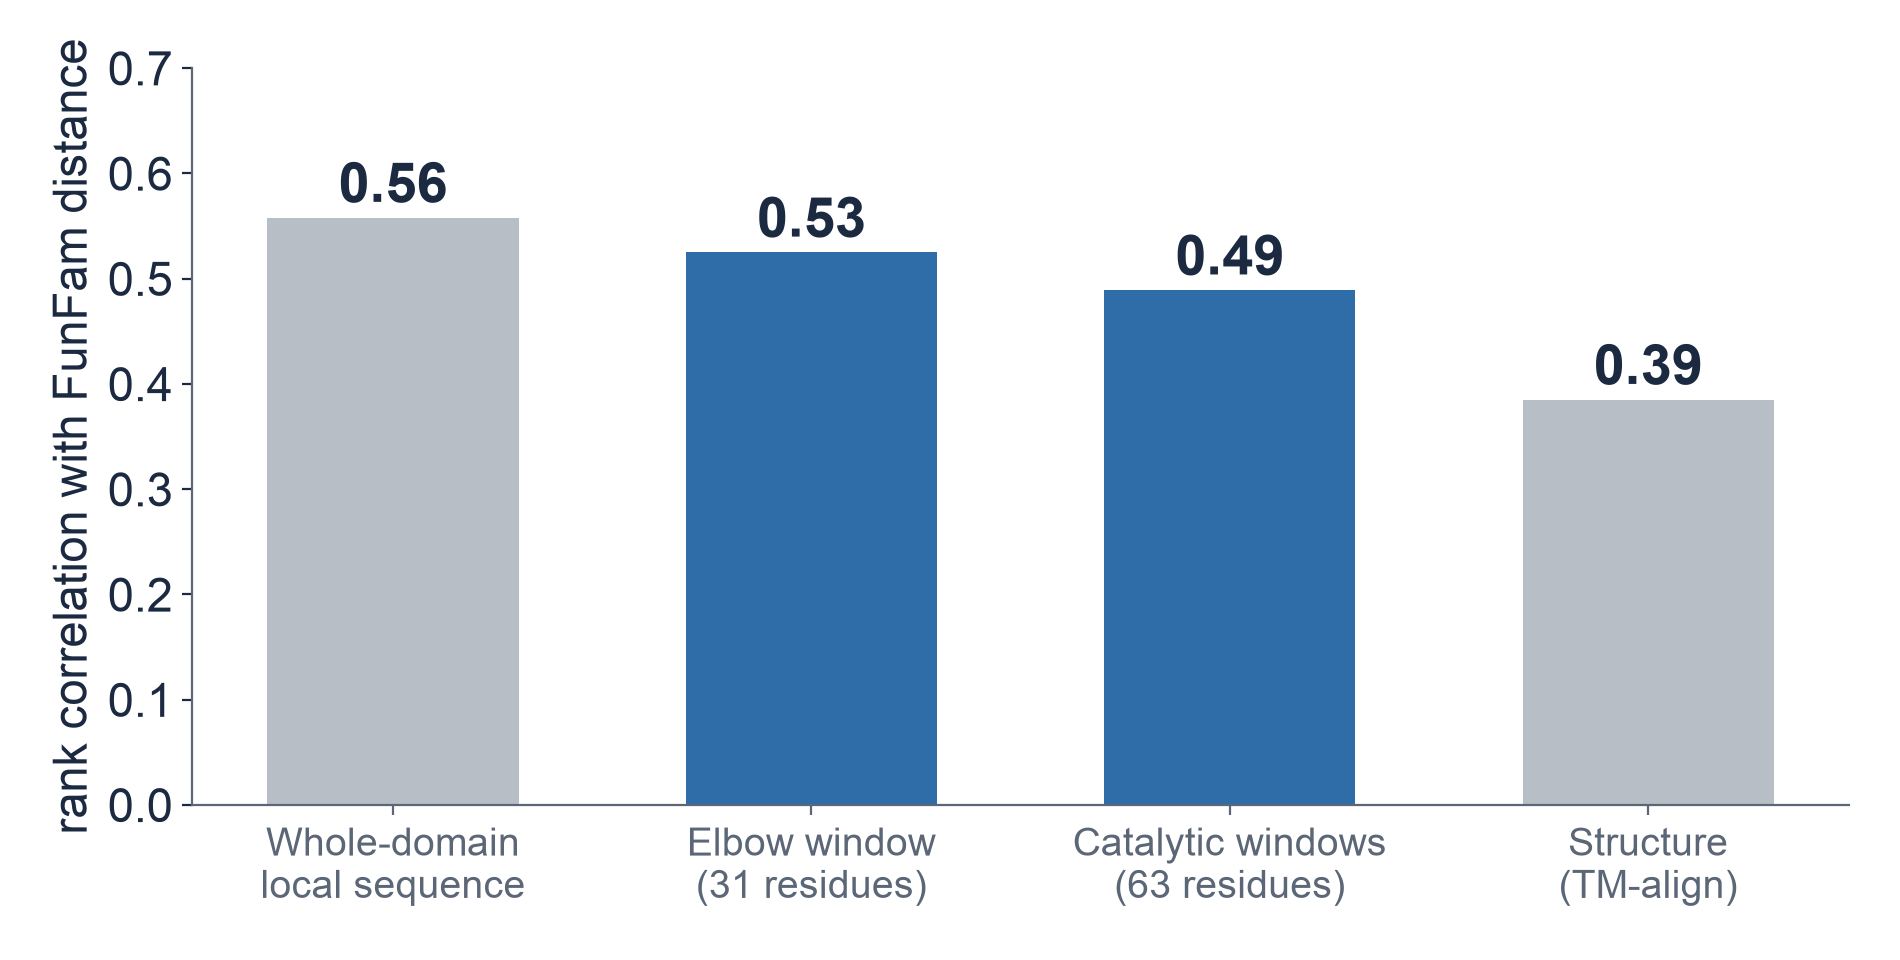 rank correlation with FunFam distance
0.7
0.6
0.5
0.4
0.3
0.2
0.1
0.0
0.56
0.53
0.49
0.39
Whole-domain
local sequence
Elbow window
(31 residues)
Catalytic windows
(63 residues)
Structure
(TM-align)